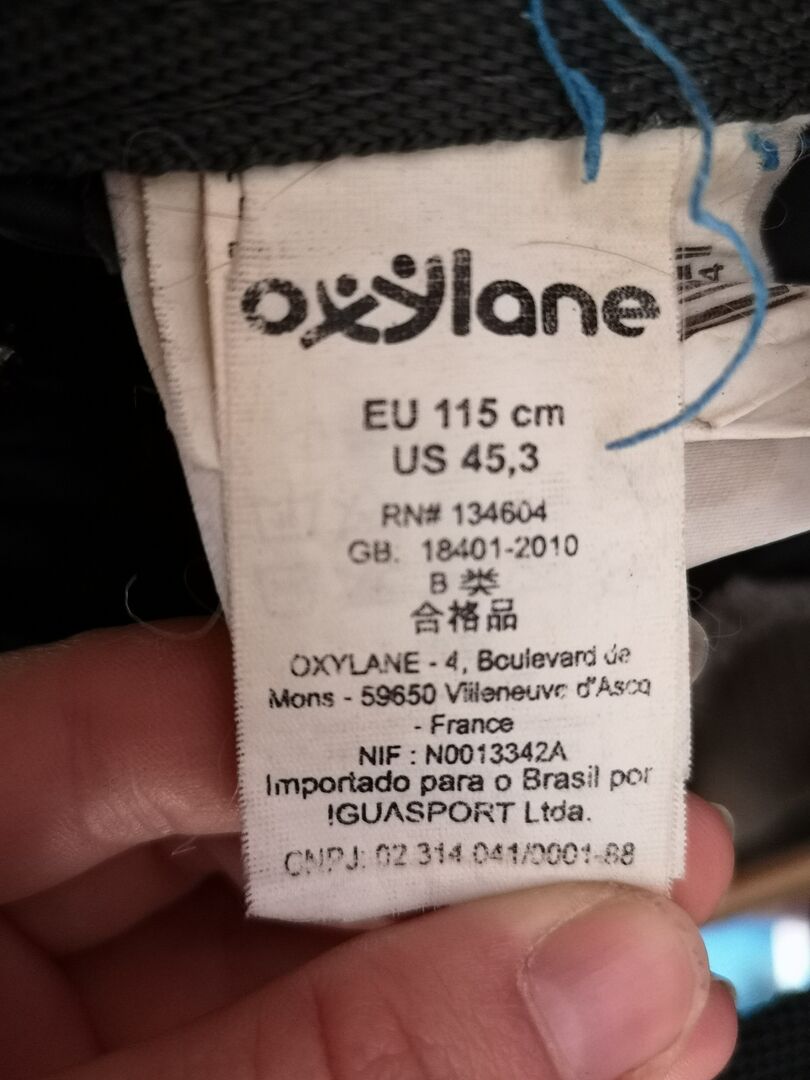 oxylane
EU 115 cm
US 45,3
RN# 134604
GB. 18401-2010
B 类
合格品
OXYLANE - 4, Boulevard de
Mons - 59650 Villeneuve d'Ascq
- France
NIF : N0013342A
Importado para o Brasil por
IGUASPORT Ltda.
CNPJ: 02.314.041/0001-88